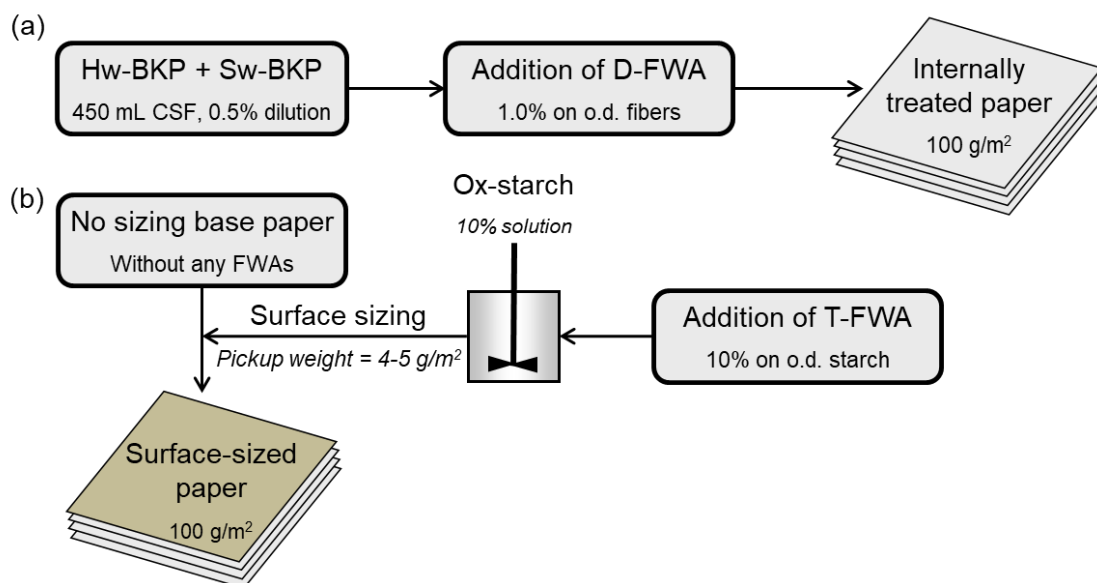 (a)
Hw-BKP + Sw-BKP
450 mL CSF, 0.5% dilution
Addition of D-FWA
1.0% on o.d. fibers
Internally
treated paper
100 g/m²
(b)
No sizing base paper
Without any FWAs
Ox-starch
10% solution
Surface sizing
Pickup weight = 4-5 g/m²
Addition of T-FWA
10% on o.d. starch
Surface-sized
paper
100 g/m²